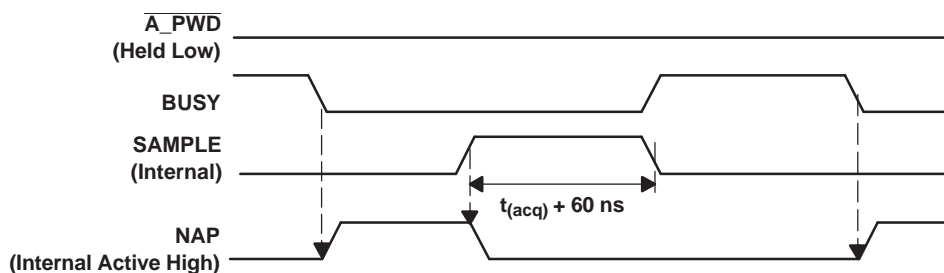 A_PWD
(Held Low)
BUSY
SAMPLE
(Internal)
t(acq) + 60 ns
NAP
(Internal Active High)